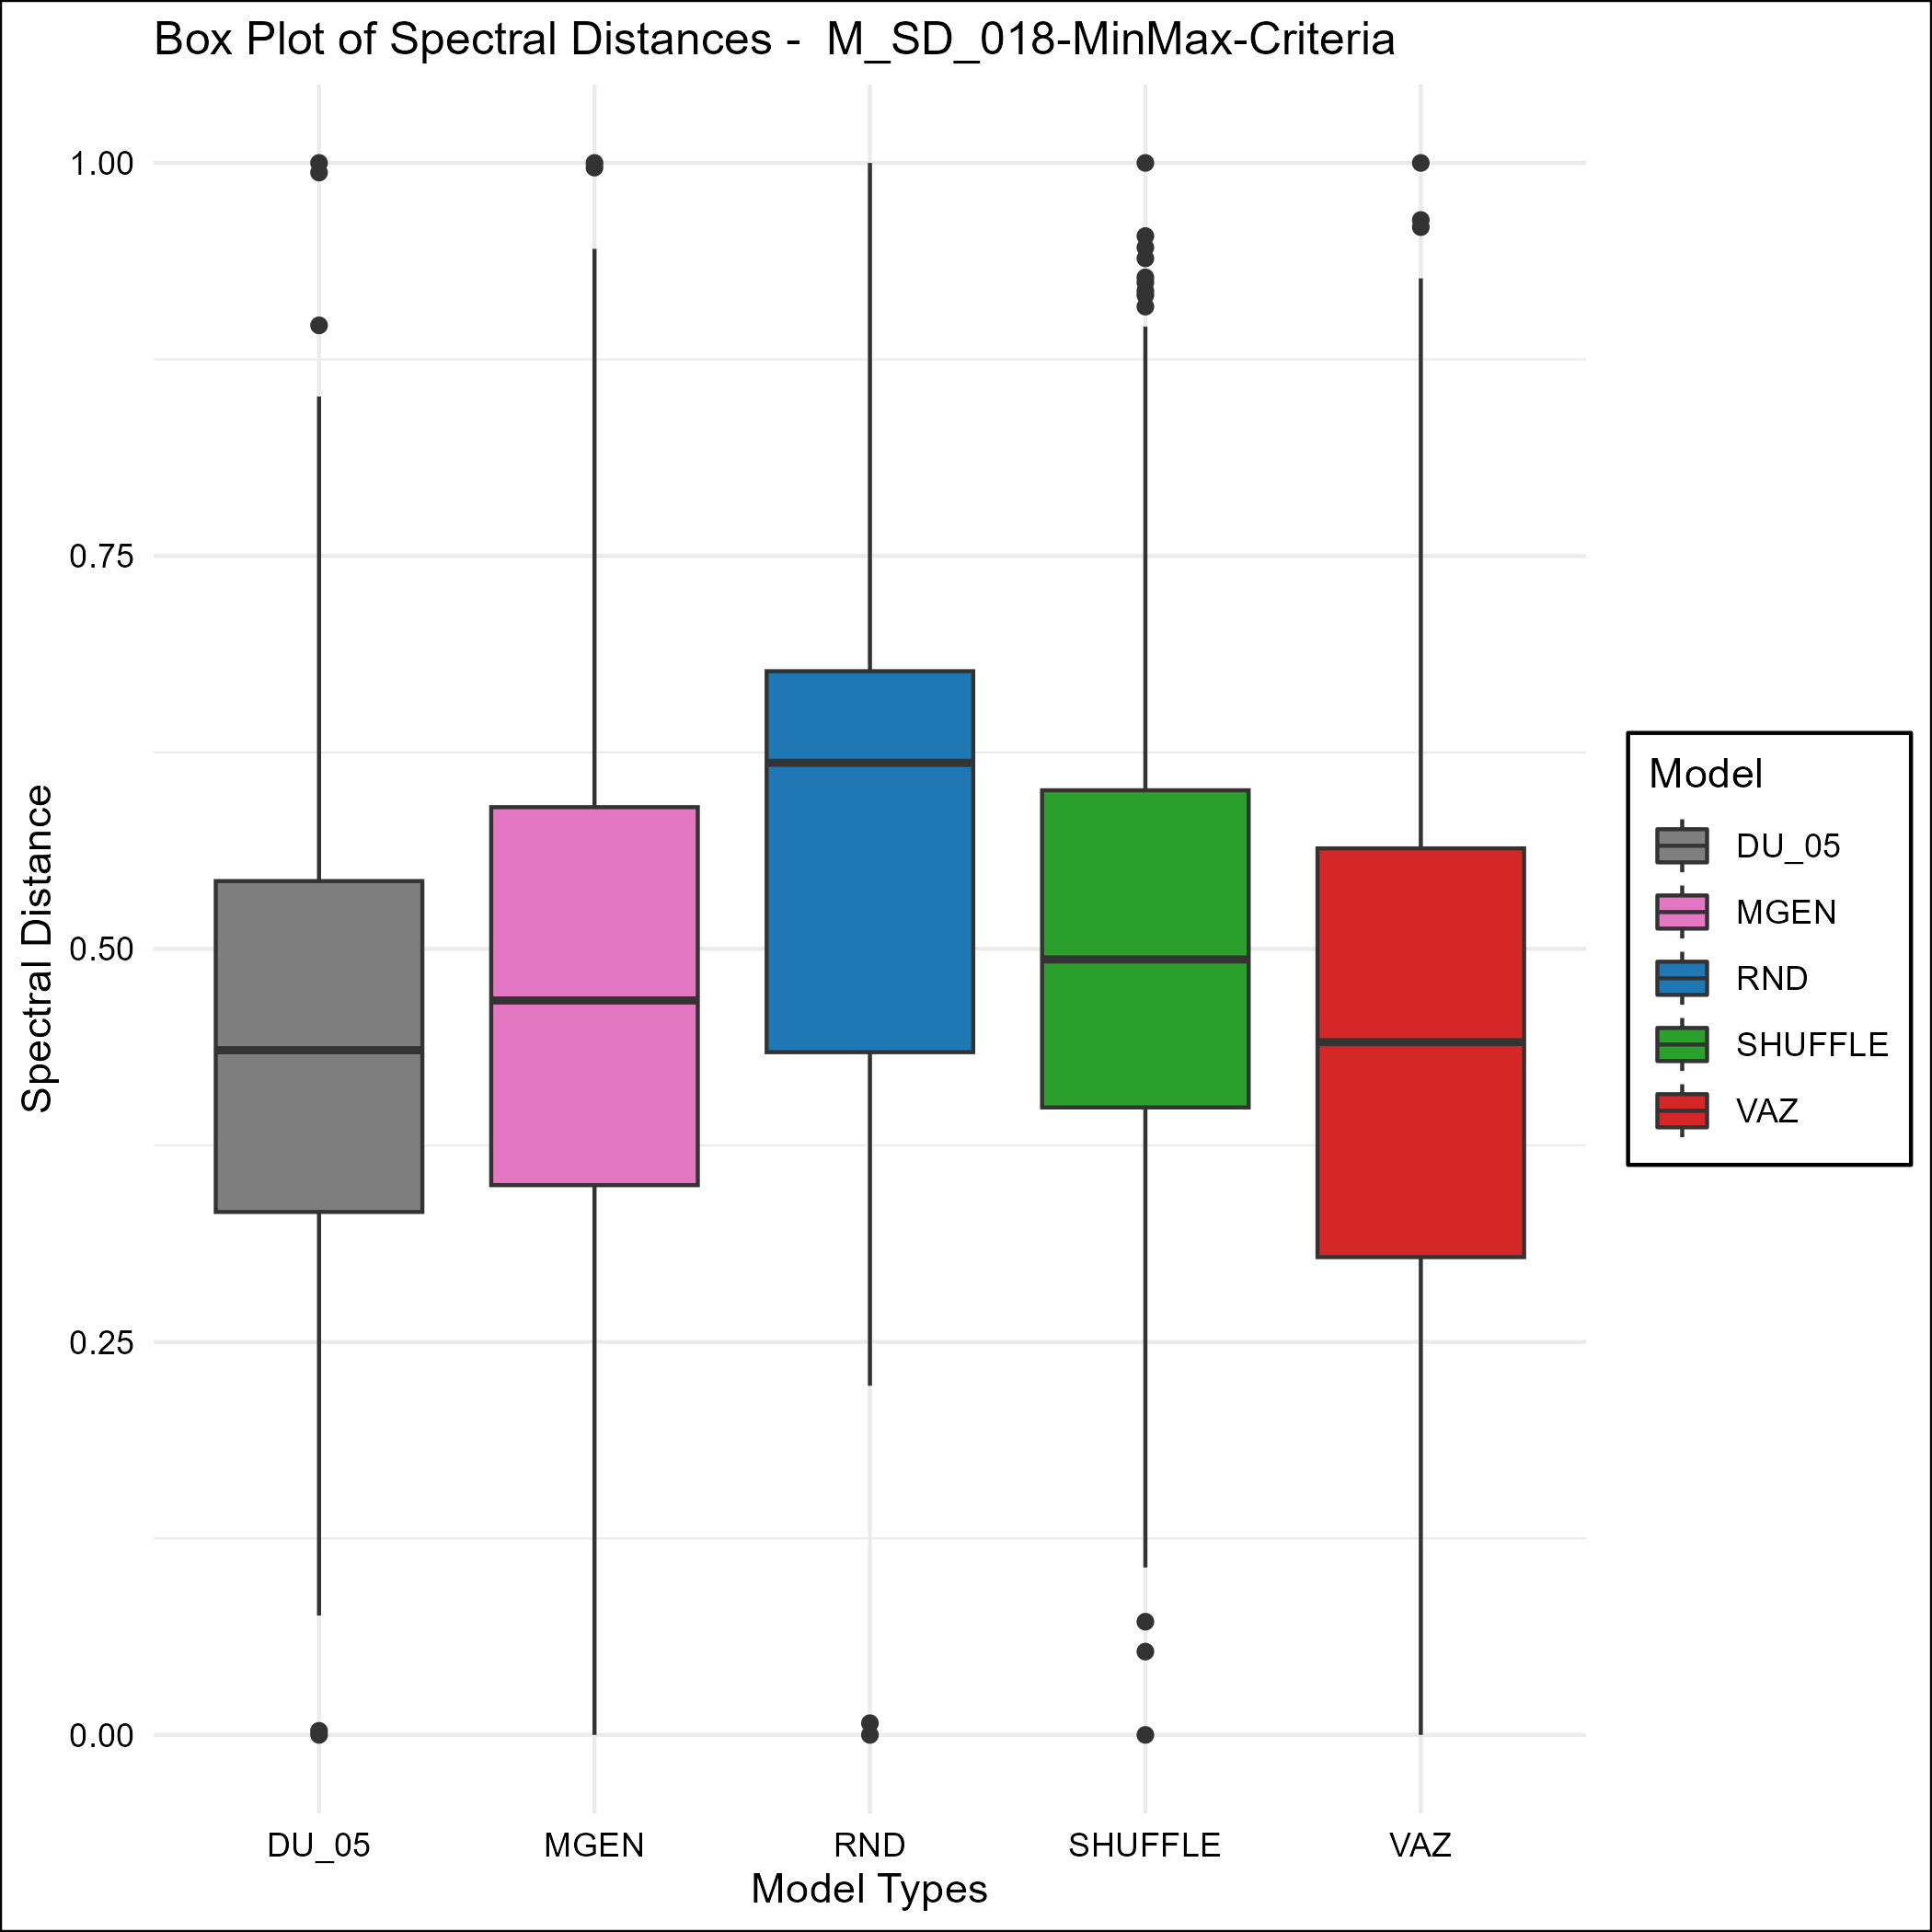 Box Plot of Spectral Distances -  M_SD_018-MinMax-Criteria
1.00
0.75
0.50
0.25
0.00
Spectral Distance
DU_05
MGEN
RND
SHUFFLE
VAZ
Model Types
Model
DU_05
MGEN
RND
SHUFFLE
VAZ